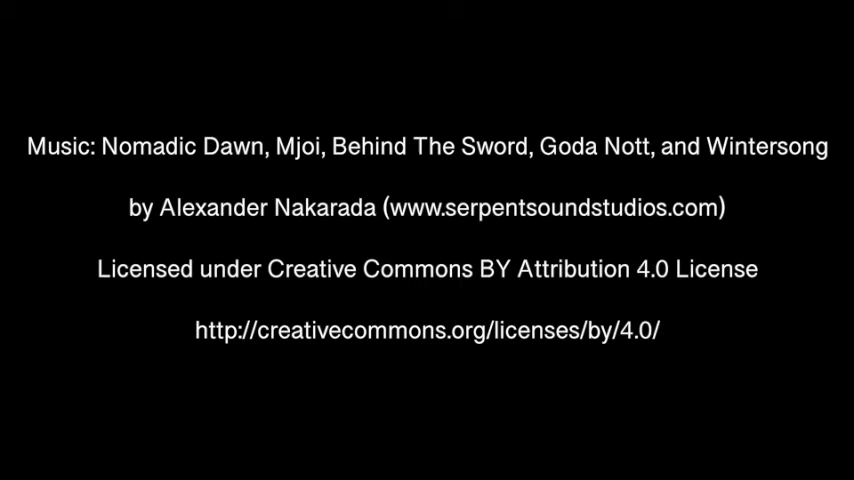 Music: Nomadic Dawn, Mjoi, Behind The Sword, Goda Nott, and Wintersong
by Alexander Nakarada (www.serpentsoundstudios.com)
Licensed under Creative Commons BY Attribution 4.0 License
http://creativecommons.org/licenses/by/4.0/